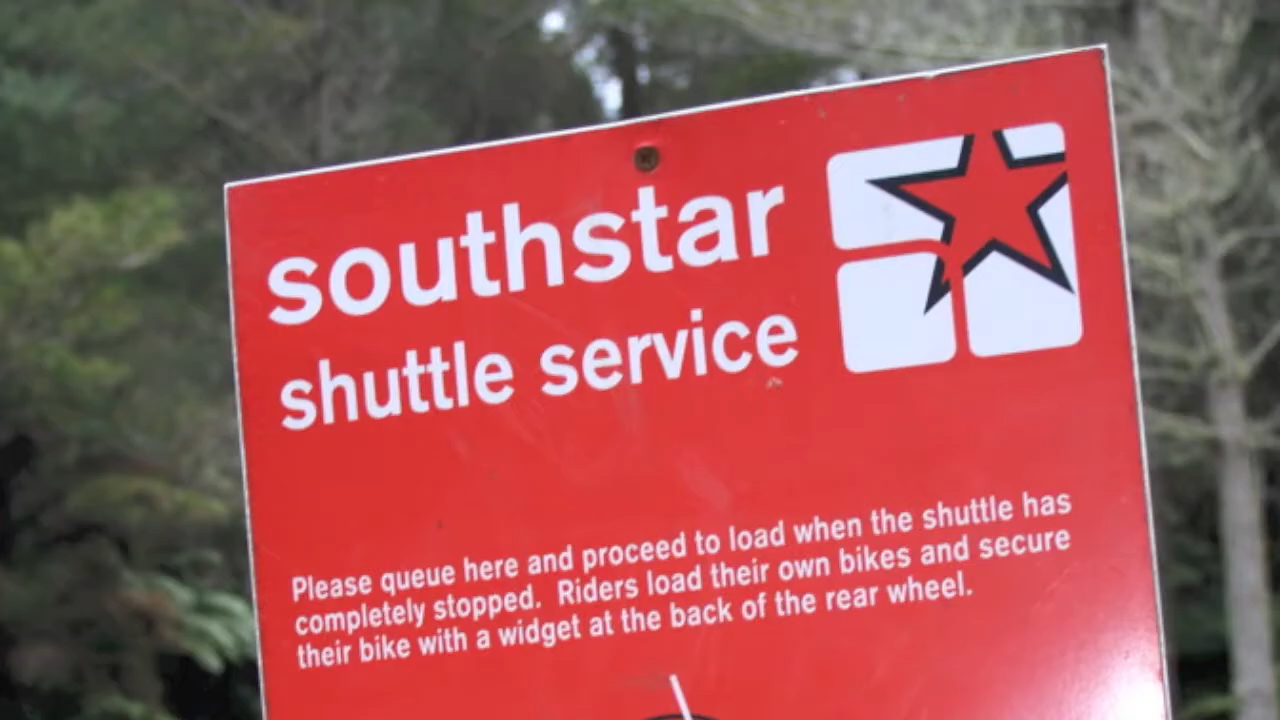 southstar
shuttle service
Please queue here and proceed to load when the shuttle has
completely stopped.  Riders load their own bikes and secure
their bike with a widget at the back of the rear wheel.